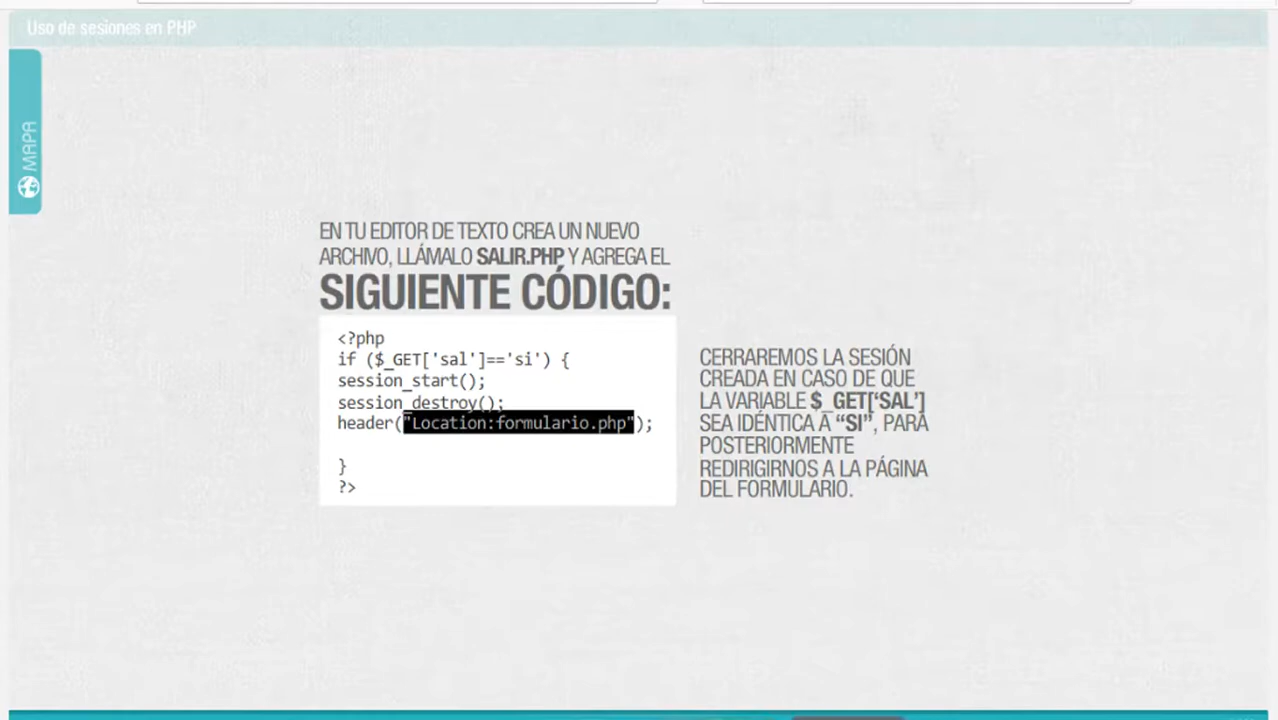 Uso de sesiones en PHP
MAPA
EN TU EDITOR DE TEXTO CREA UN NUEVO
ARCHIVO, LLÁMALO SALIR.PHP Y AGREGA EL
SIGUIENTE CÓDIGO:
<?php
if ($_GET['sal']=='si') {
session_start();
session_destroy();
header("Location:formulario.php");
}
?>
CERRAREMOS LA SESIÓN
CREADA EN CASO DE QUE
LA VARIABLE $_GET[‘SAL’]
SEA IDÉNTICA A “SI”, PARA
POSTERIORMENTE
REDIRIGIRNOS A LA PÁGINA
DEL FORMULARIO.